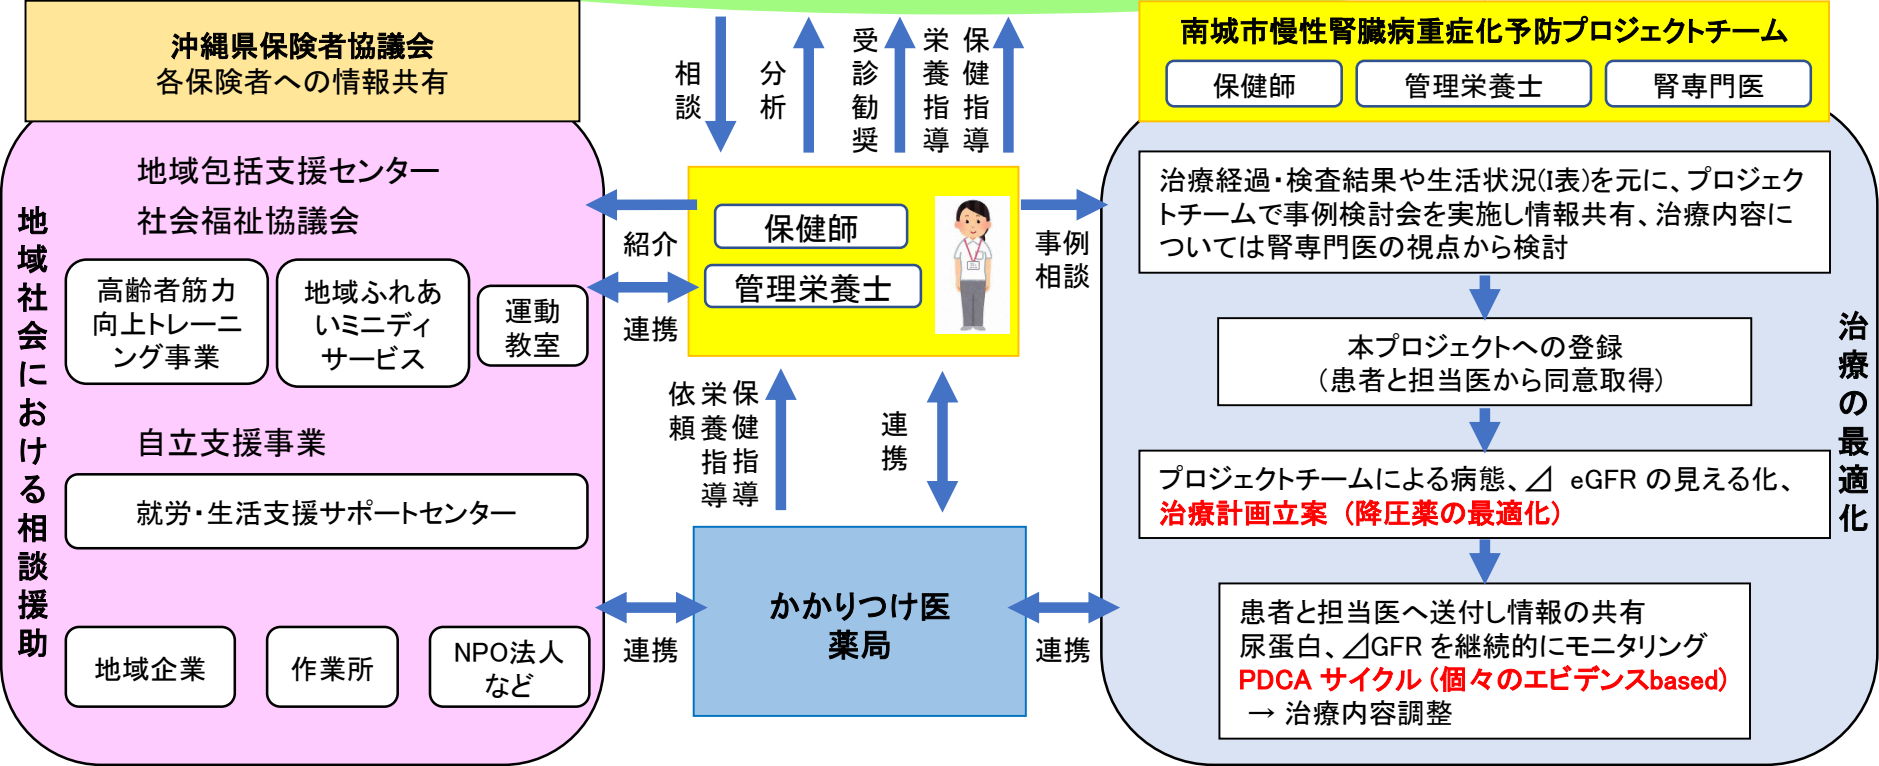 沖縄県保険者協議会
各保険者への情報共有
地域社会における相談援助
地域包括支援センター
社会福祉協議会
高齢者筋力
向上トレーニ
ング事業
地域ふれあ
いミニディ
サービス
運動
教室
自立支援事業
就労・生活支援サポートセンター
地域企業
作業所
NPO法人
など
相談
分析
受診勧奨
栄養指導
保健指導
保健師
管理栄養士
紹介
連携
事例
相談
保健指導
栄養指導
依頼
連携
かかりつけ医
薬局
連携
連携
南城市慢性腎臓病重症化予防プロジェクトチーム
保健師
管理栄養士
腎専門医
治療経過・検査結果や生活状況(I表)を元に、プロジェク
トチームで事例検討会を実施し情報共有、治療内容に
ついては腎専門医の視点から検討
本プロジェクトへの登録
(患者と担当医から同意取得)
プロジェクトチームによる病態、⊿ eGFR の見える化、
治療計画立案 (降圧薬の最適化)
患者と担当医へ送付し情報の共有
尿蛋白、⊿GFR を継続的にモニタリング
PDCA サイクル (個々のエビデンスbased)
→ 治療内容調整
治療の最適化